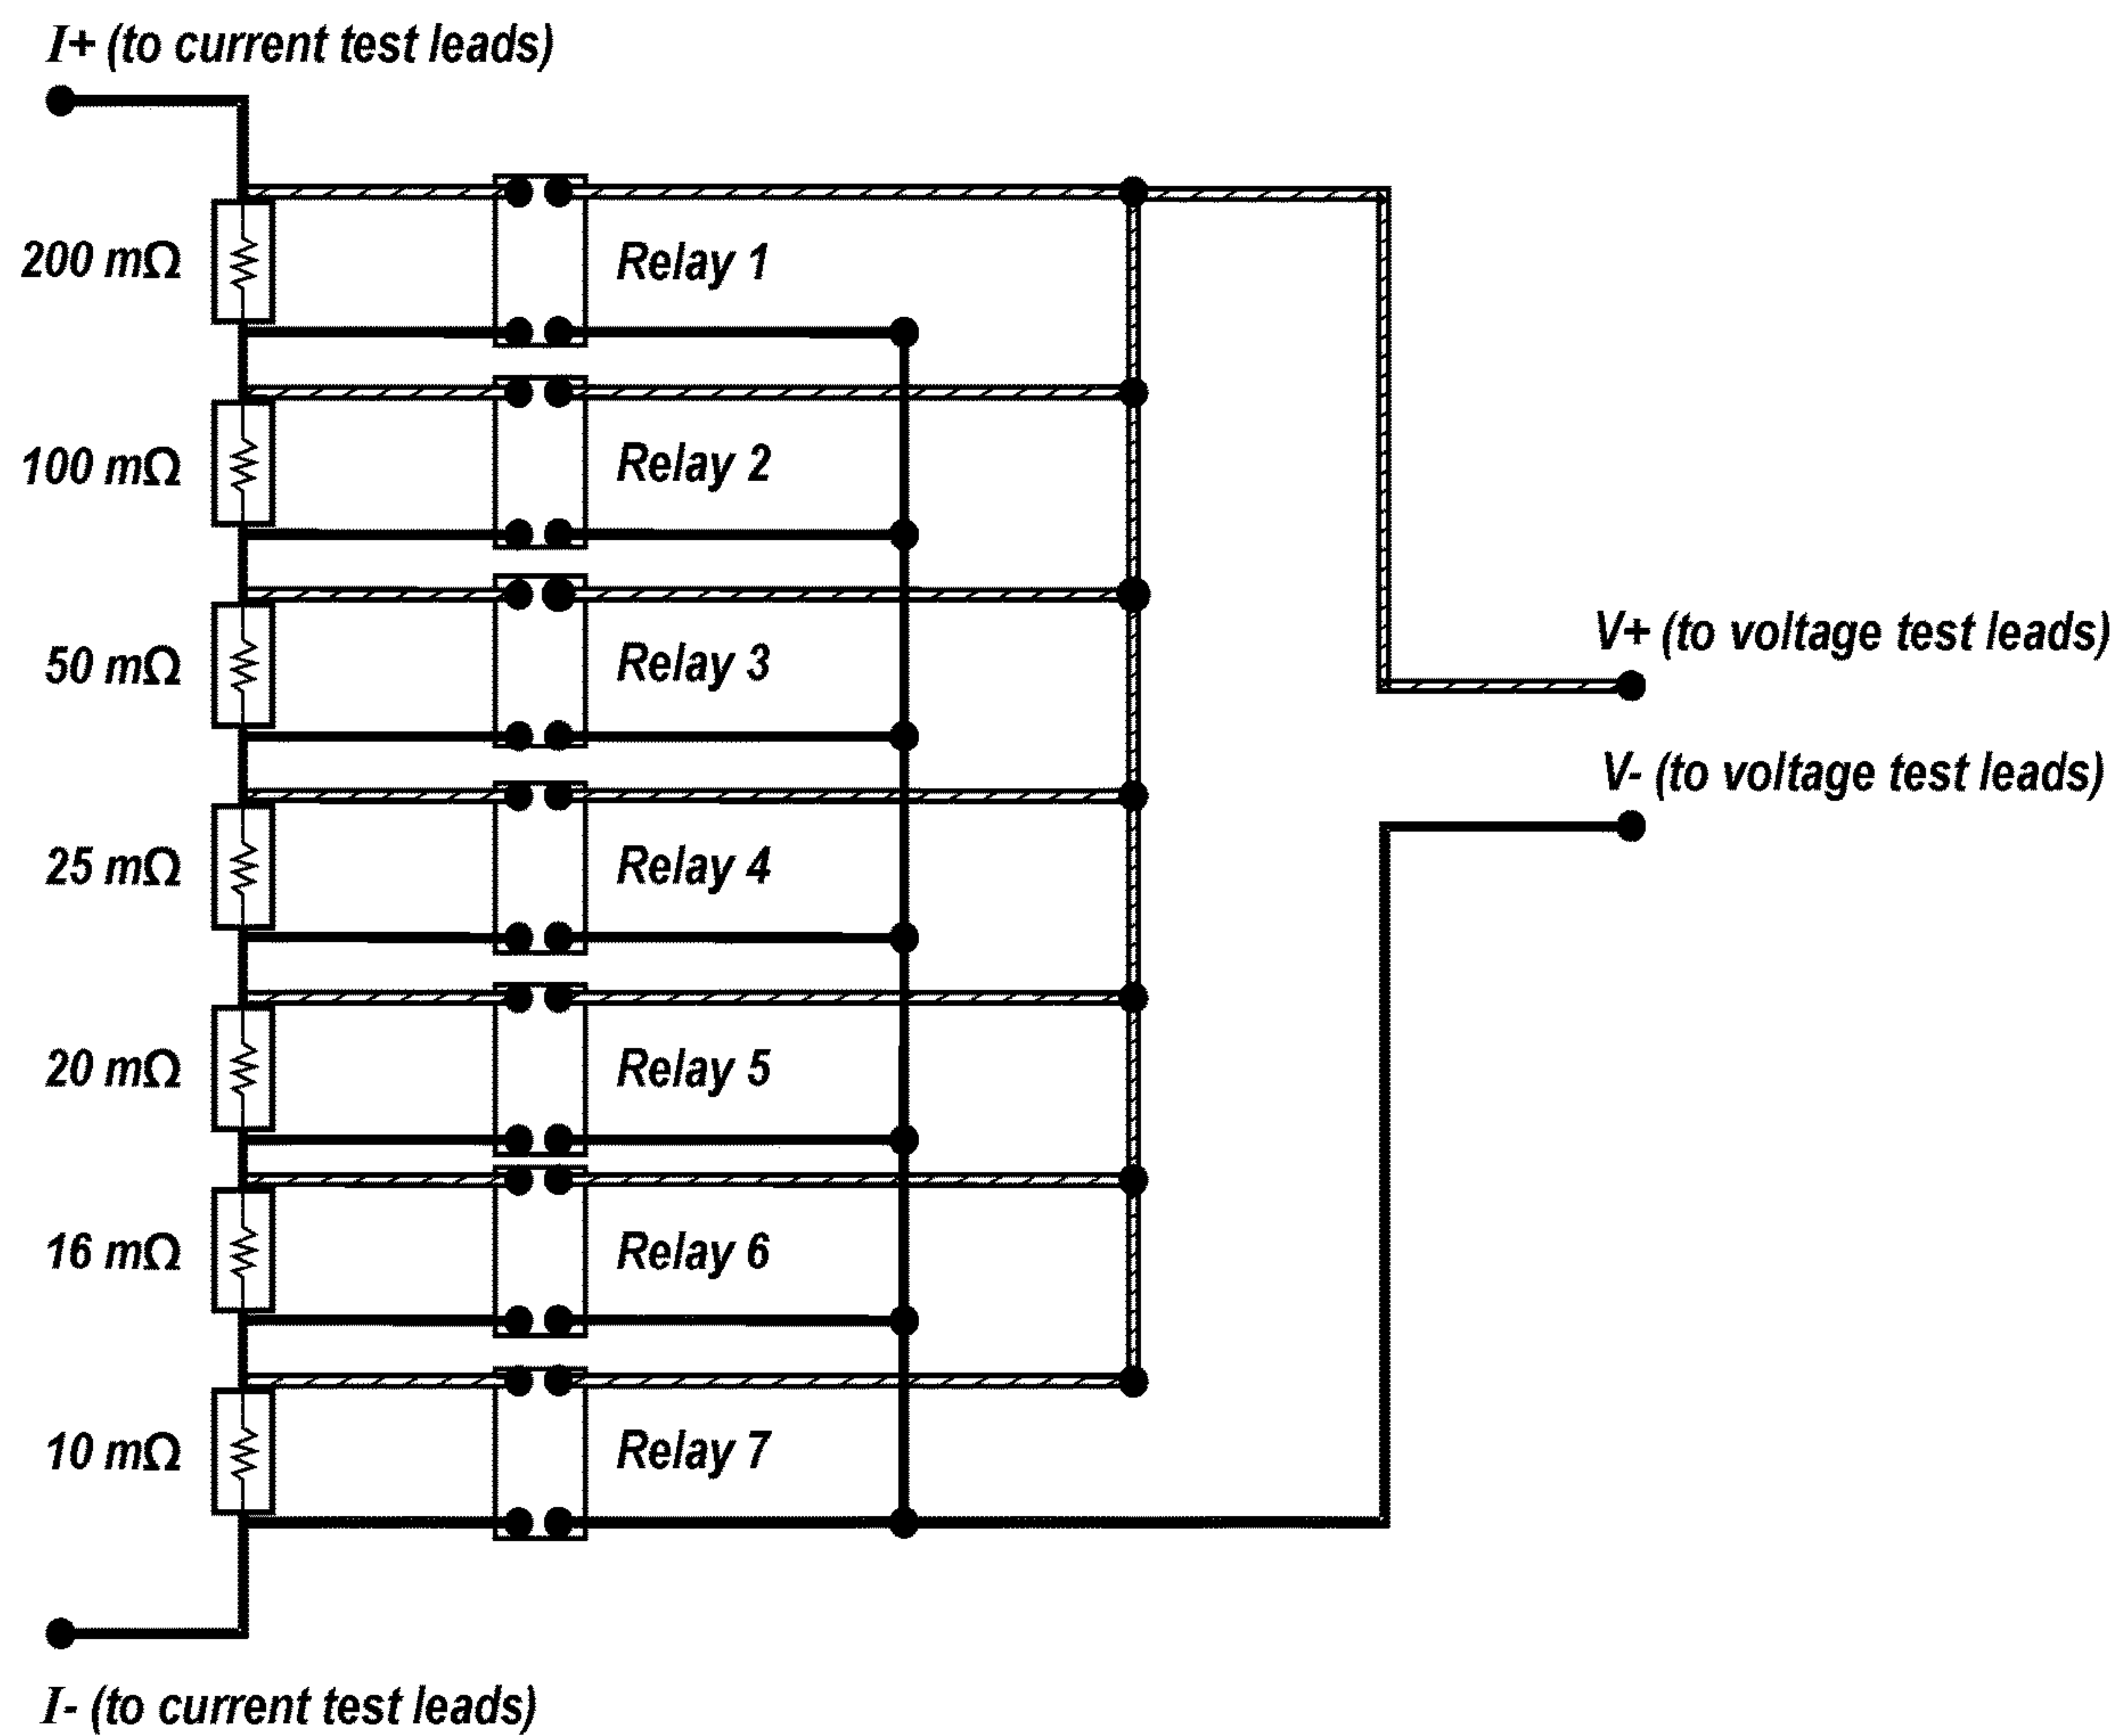 I+ (to current test leads)
200 mΩ
Relay 1
100 mΩ
Relay 2
50 mΩ
Relay 3
V+ (to voltage test leads)
V- (to voltage test leads)
25 mΩ
Relay 4
20 mΩ
Relay 5
16 mΩ
Relay 6
10 mΩ
Relay 7
I- (to current test leads)